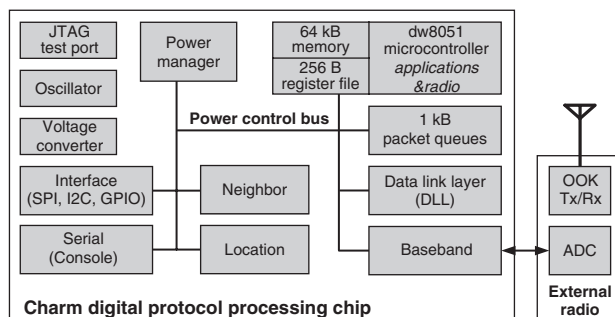 JTAG
test port
Oscillator
Voltage
converter
Power
manager
64 kB
memory
256 B
register file
dw8051
microcontroller
applications
&radio
Power control bus
1 kB
packet queues
Interface
(SPI, I2C, GPIO)
Neighbor
Data link layer
(DLL)
Serial
(Console)
Location
Baseband
OOK
Tx/Rx
ADC
External
radio
Charm digital protocol processing chip